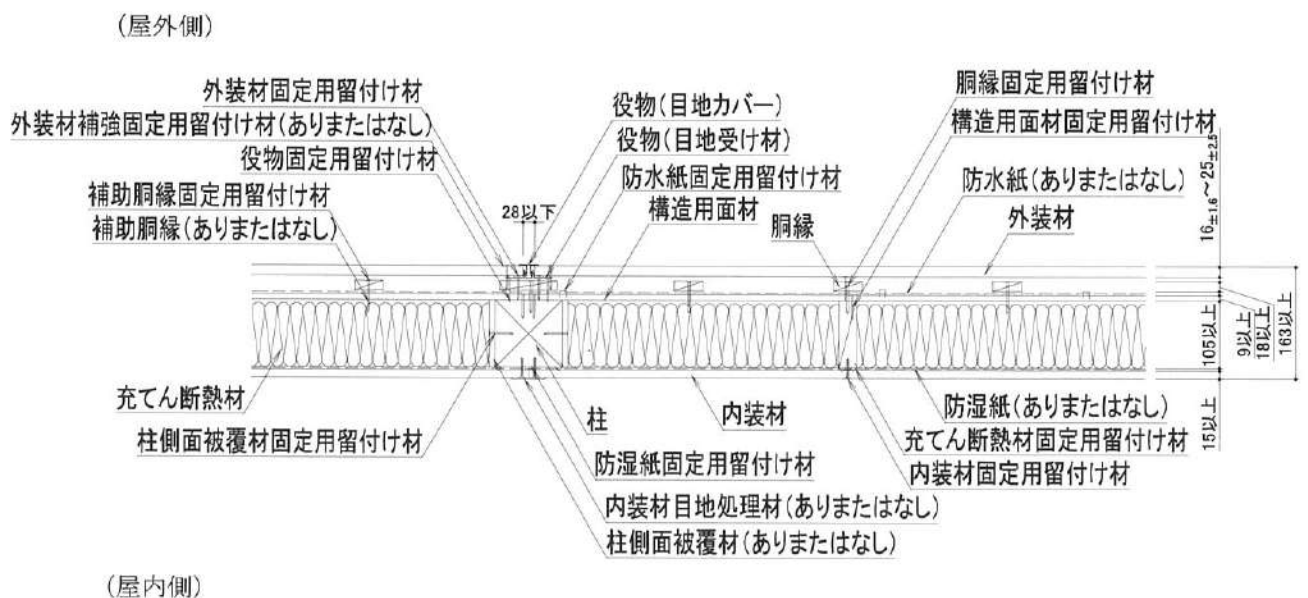 (屋外側)
外装材固定用留付け材
外装材補強固定用留付け材(ありまたはなし)
役物固定用留付け材
補助胴縁固定用留付け材
補助胴縁(ありまたはなし)
28以下
役物(目地カバー)
役物(目地受け材)
防水紙固定用留付け材
構造用面材
胴縁
胴縁固定用留付け材
構造用面材固定用留付け材
防水紙(ありまたはなし)
外装材
16±1.6~25±2.5
105以上
9以上
18以上
163以上
15以上
充てん断熱材
柱側面被覆材固定用留付け材
柱
内装材
防湿紙固定用留付け材
内装材目地処理材(ありまたはなし)
柱側面被覆材(ありまたはなし)
防湿紙(ありまたはなし)
充てん断熱材固定用留付け材
内装材固定用留付け材
(屋内側)